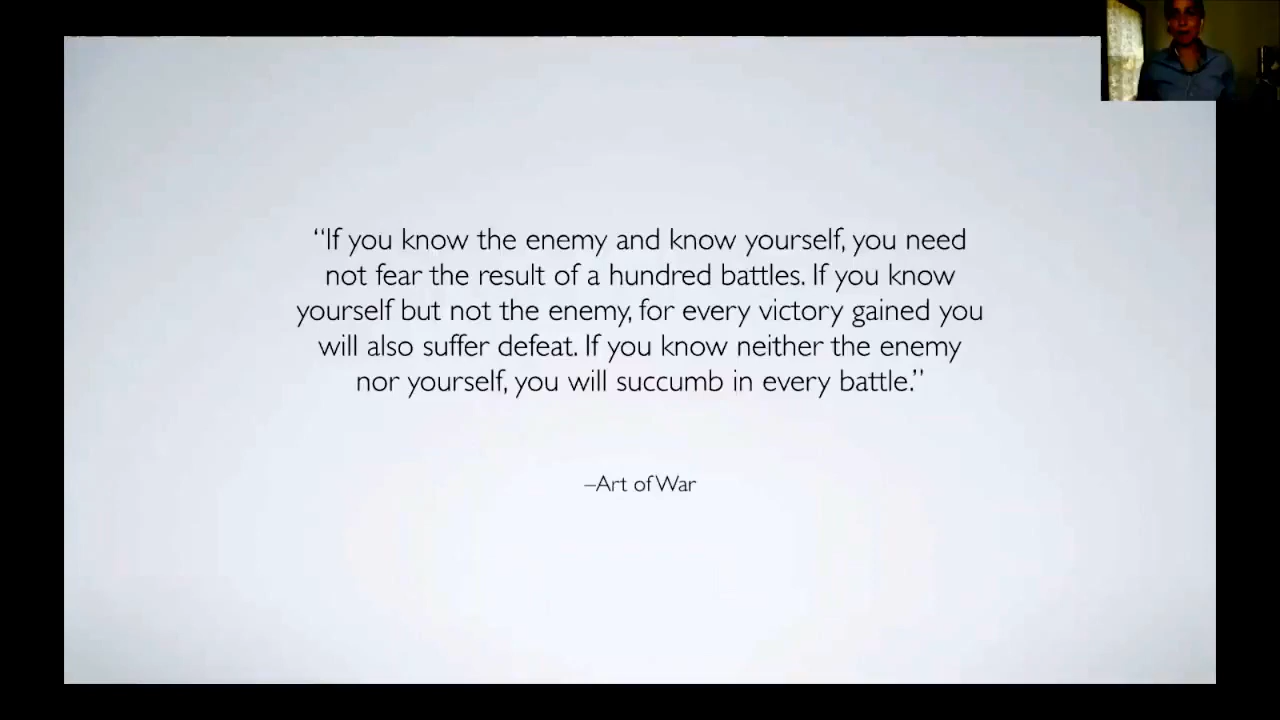 “If you know the enemy and know yourself, you need
not fear the result of a hundred battles. If you know
yourself but not the enemy, for every victory gained you
will also suffer defeat. If you know neither the enemy
nor yourself, you will succumb in every battle.”
–Art of War